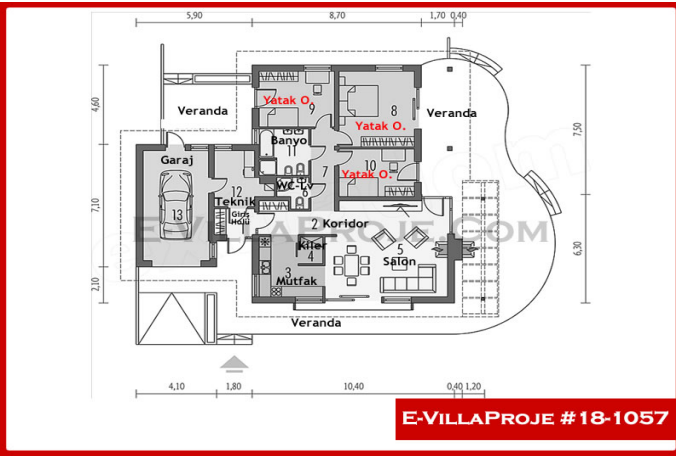 5,90 8,70 1,70 0,40
4,60
7,10
2,10
7,50
6,30
Veranda
Yatak O.
9
8
Yatak O.
Veranda
Banyo
11
Garaj
10
Yatak O.
7
12
WC-Lv
6
Teknik
13
Giriş
Holü
2 Koridor
E-VillaProje.Com
Kiler
4
5
Salon
3
Mutfak
Veranda
4,10 1,80 10,40 0,40 1,20
E-VillaProje #18-1057